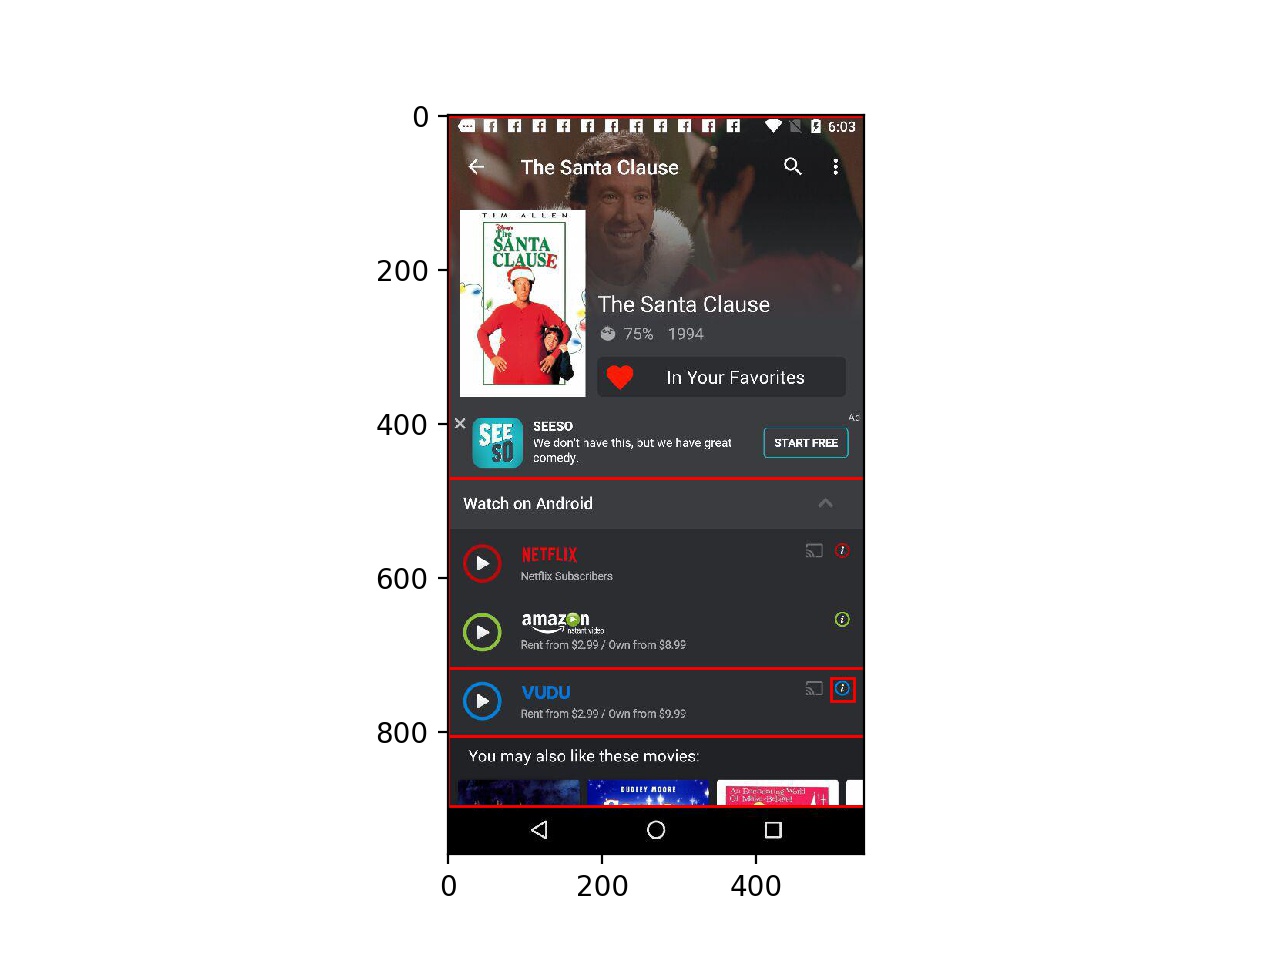 0
6:03
The Santa Clause
TIM ALLEN
Disney's
The
SANTA
CLAUSE
200
The Santa Clause
75% 1994
In Your Favorites
400
Ad
SEE
SO
SEESO
We don't have this, but we have great
comedy.
START FREE
Watch on Android
600
NETFLIX
Netflix Subscribers
amazon
instant video
Rent from $2.99 / Own from $8.99
VUDU
Rent from $2.99 / Own from $9.99
800
You may also like these movies:
DUDLEY MOORE
An Enchanting World
Of Make-Believe!
0 200 400